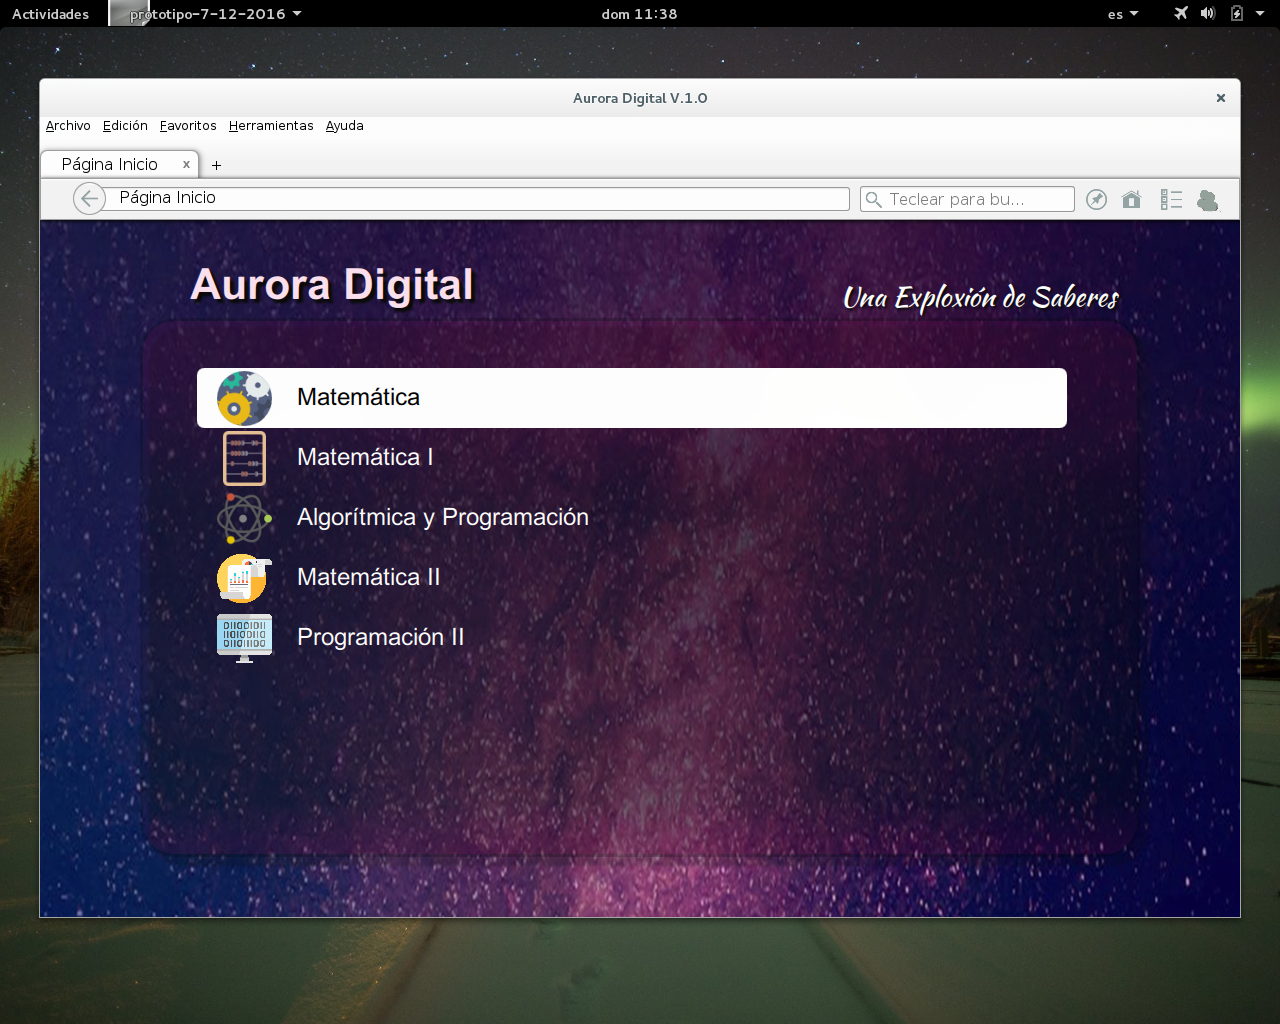 Actividades prototipo-7-12-2016 dom 11:38 es
Aurora Digital V.1.0
Archivo Edición Favoritos Herramientas Ayuda
Página Inicio x +
Página Inicio Teclear para bu...
Aurora Digital
Una Exploxión de Saberes
Matemática
Matemática I
Algorítmica y Programación
Matemática II
Programación II